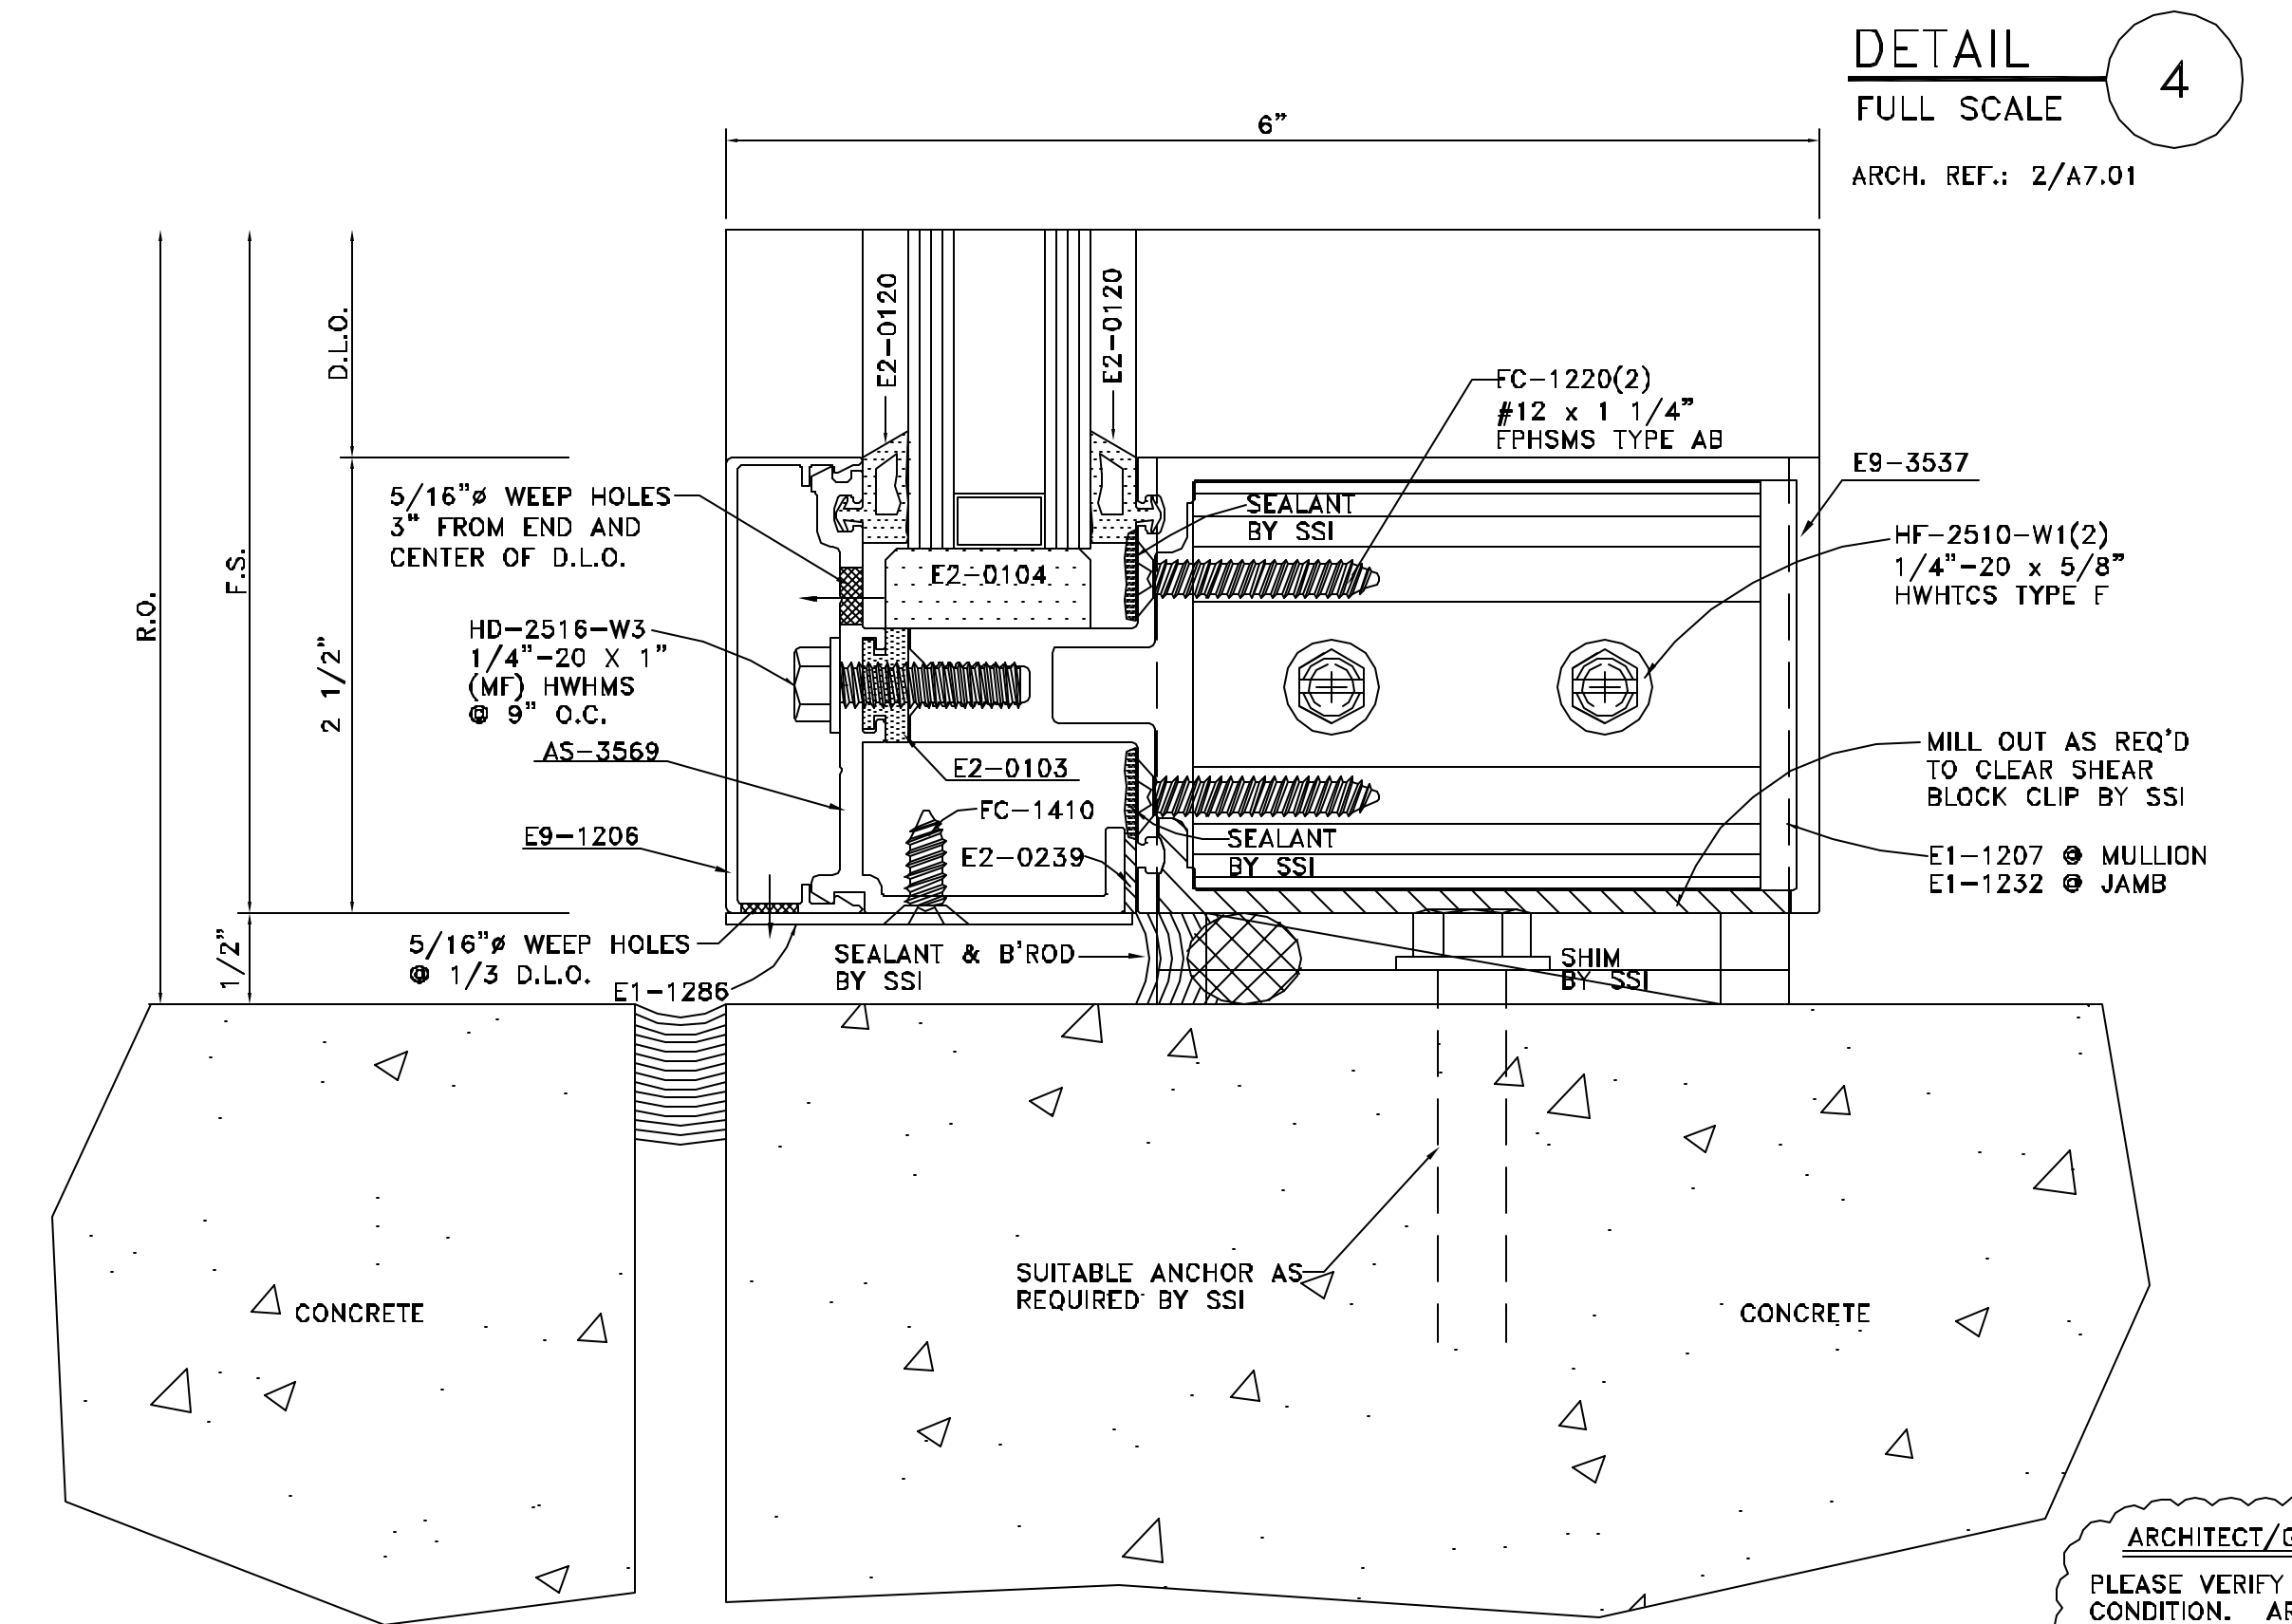 DETAIL
4
FULL SCALE
ARCH. REF.: 2/A7.01
6"
R.O.
F.S.
D.L.O.
2 1/2"
1/2"
E2-0120
E2-0120
FC-1220(2)
#12 x 1 1/4"
FPHSMS TYPE AB
E9-3537
5/16"ø WEEP HOLES
3" FROM END AND
CENTER OF D.L.O.
SEALANT
BY SSI
HF-2510-W1(2)
1/4"-20 x 5/8"
HWHTCS TYPE F
E2-0104
HD-2516-W3
1/4"-20 X 1"
(MF) HWHMS
@ 9" O.C.
AS-3569
E2-0103
MILL OUT AS REQ'D
TO CLEAR SHEAR
BLOCK CLIP BY SSI
FC-1410
E9-1206
E2-0239
SEALANT
BY SSI
E1-1207 @ MULLION
E1-1232 @ JAMB
5/16"ø WEEP HOLES
@ 1/3 D.L.O.
E1-1286
SEALANT & B'ROD
BY SSI
SHIM
BY SSI
SUITABLE ANCHOR AS
REQUIRED BY SSI
CONCRETE
CONCRETE
ARCHITECT/
PLEASE VERIFY
CONDITION.